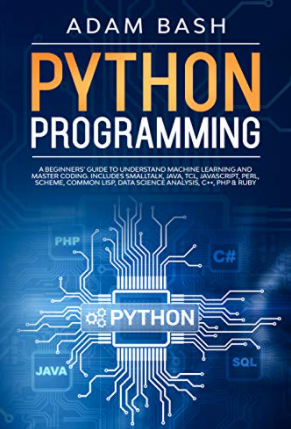 ADAM BASH
PYTHON
PROGRAMMING
A BEGINNERS' GUIDE TO UNDERSTAND MACHINE LEARNING AND
MASTER CODING. INCLUDES SMALLTALK, JAVA, TCL, JAVASCRIPT, PERL,
SCHEME, COMMON LISP, DATA SCIENCE ANALYSIS, C++, PHP & RUBY
PHP
C#
PYTHON
JAVA
SQL